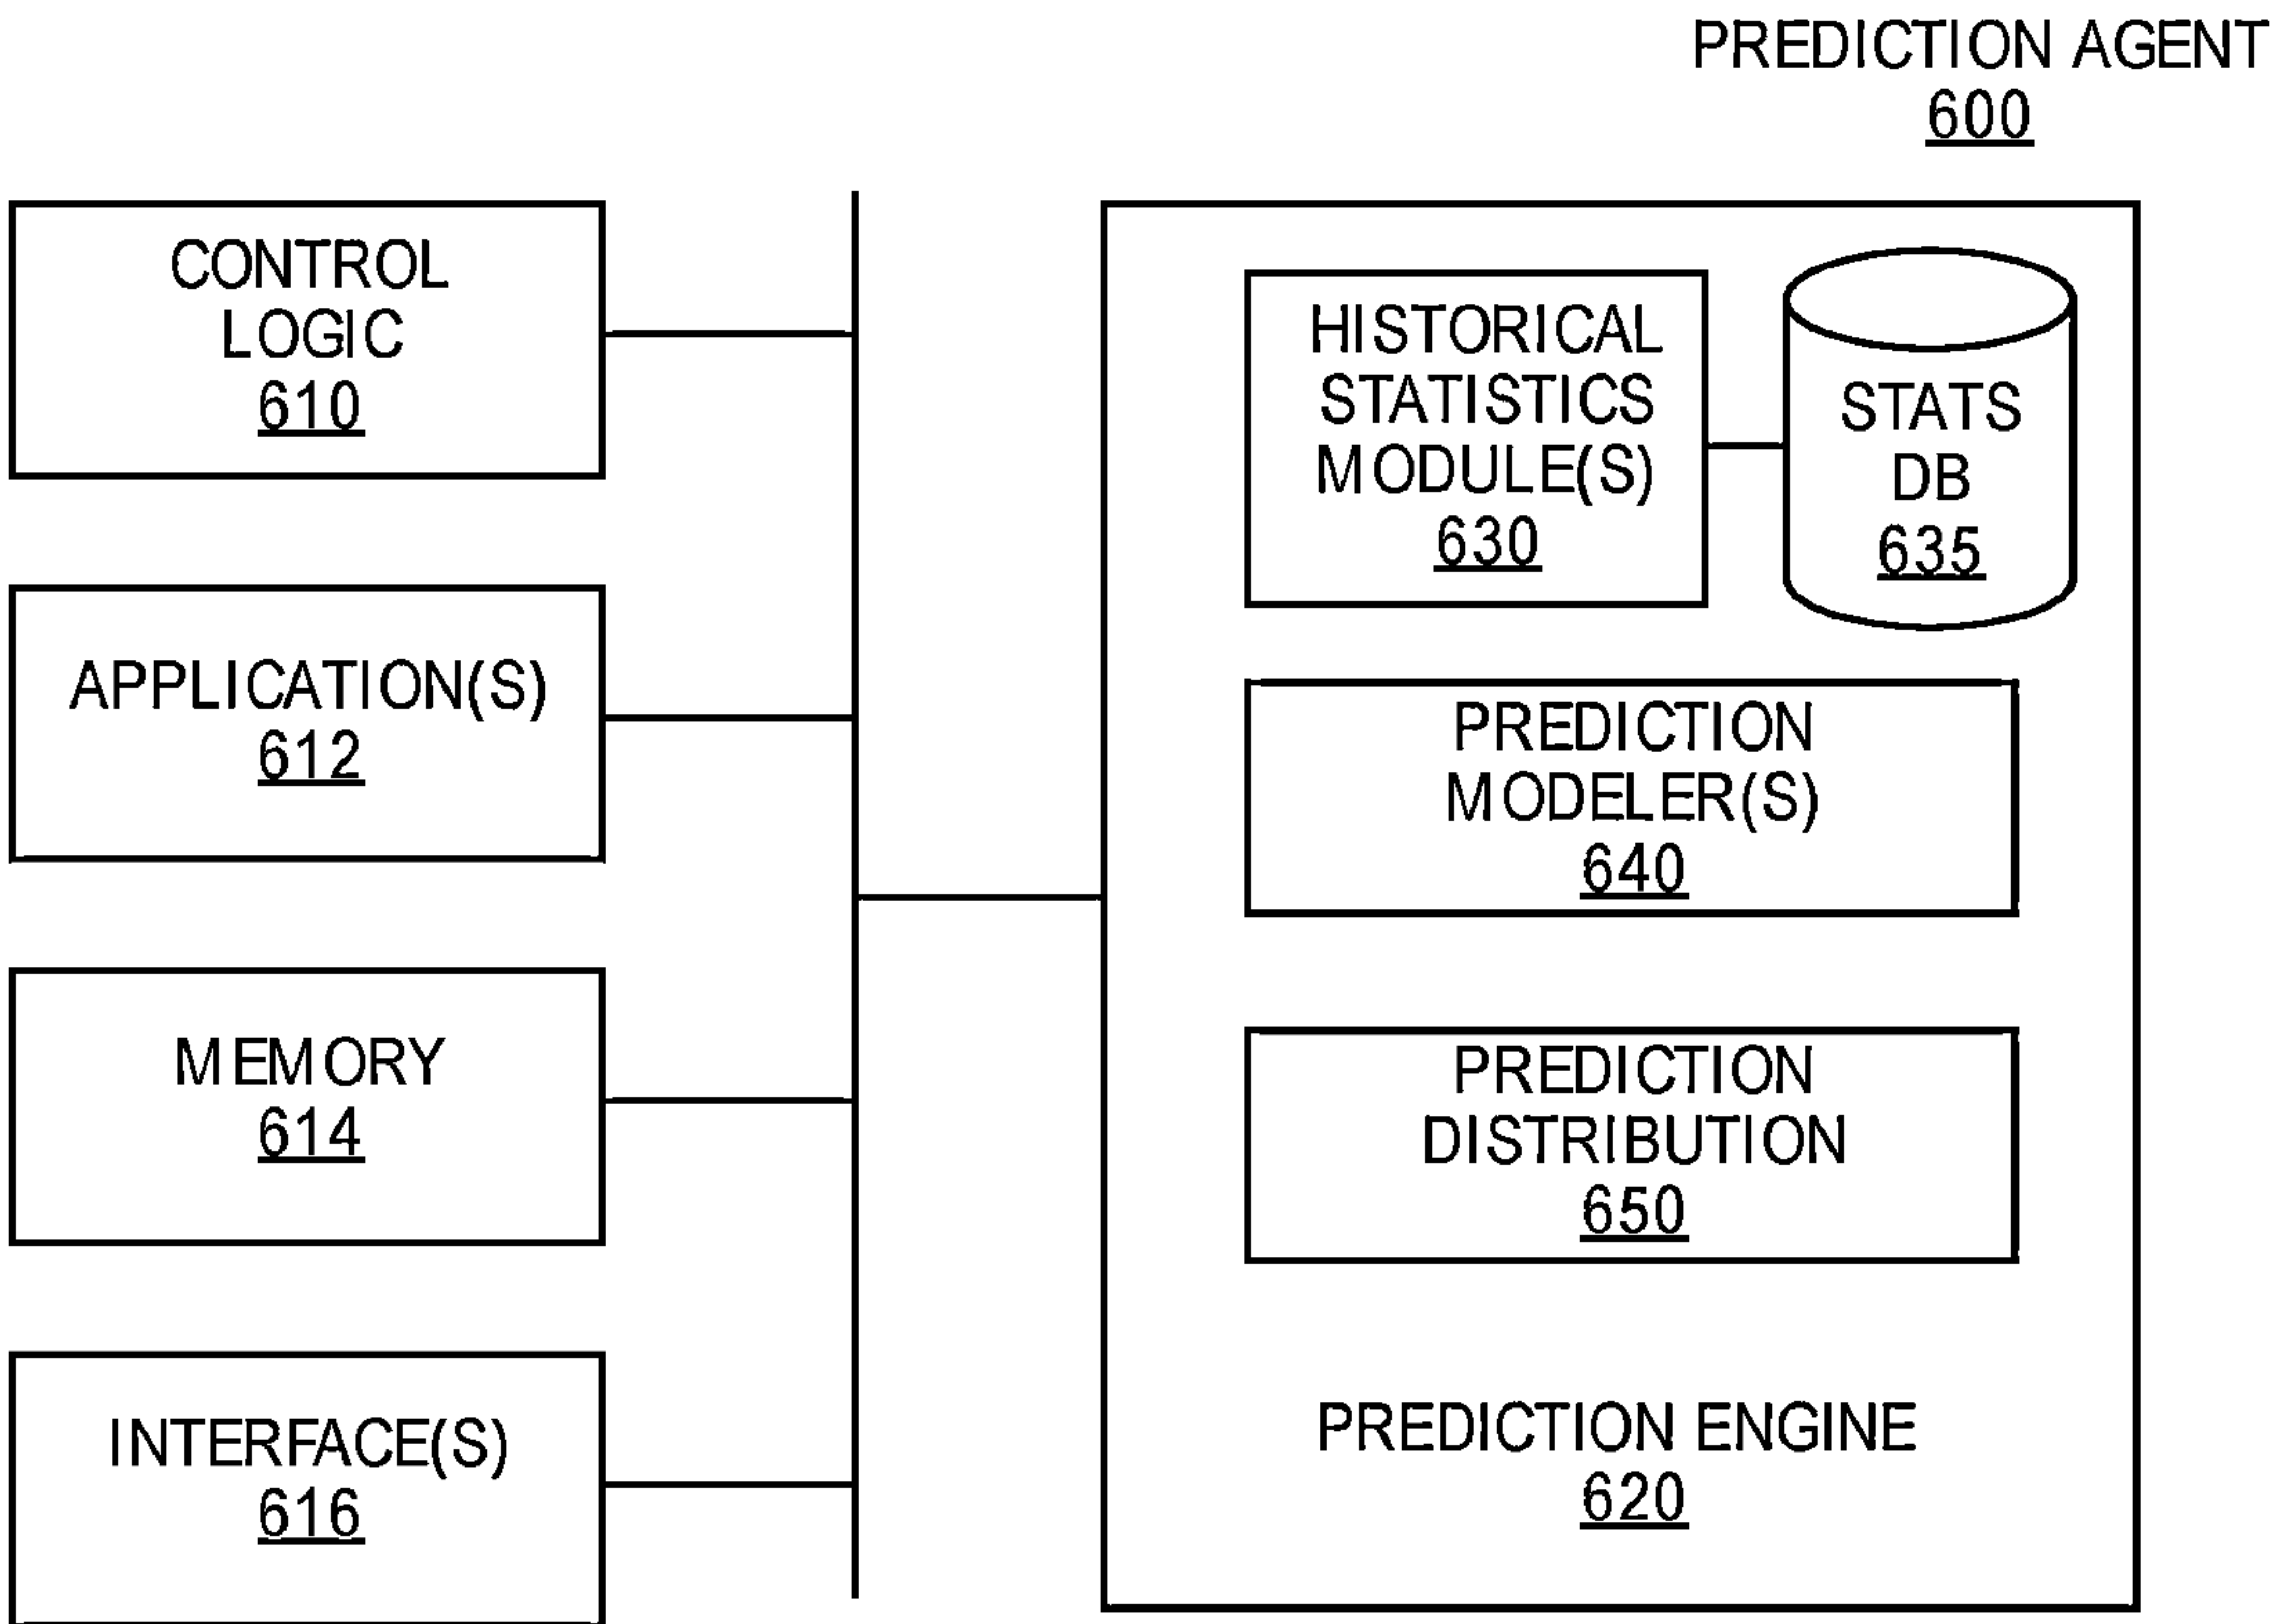 PREDICTION AGENT
600
CONTROL
LOGIC
610
APPLICATION(S)
612
MEMORY
614
INTERFACE(S)
616
HISTORICAL
STATISTICS
MODULE(S)
630
STATS
DB
635
PREDICTION
MODELER(S)
640
PREDICTION
DISTRIBUTION
650
PREDICTION ENGINE
620